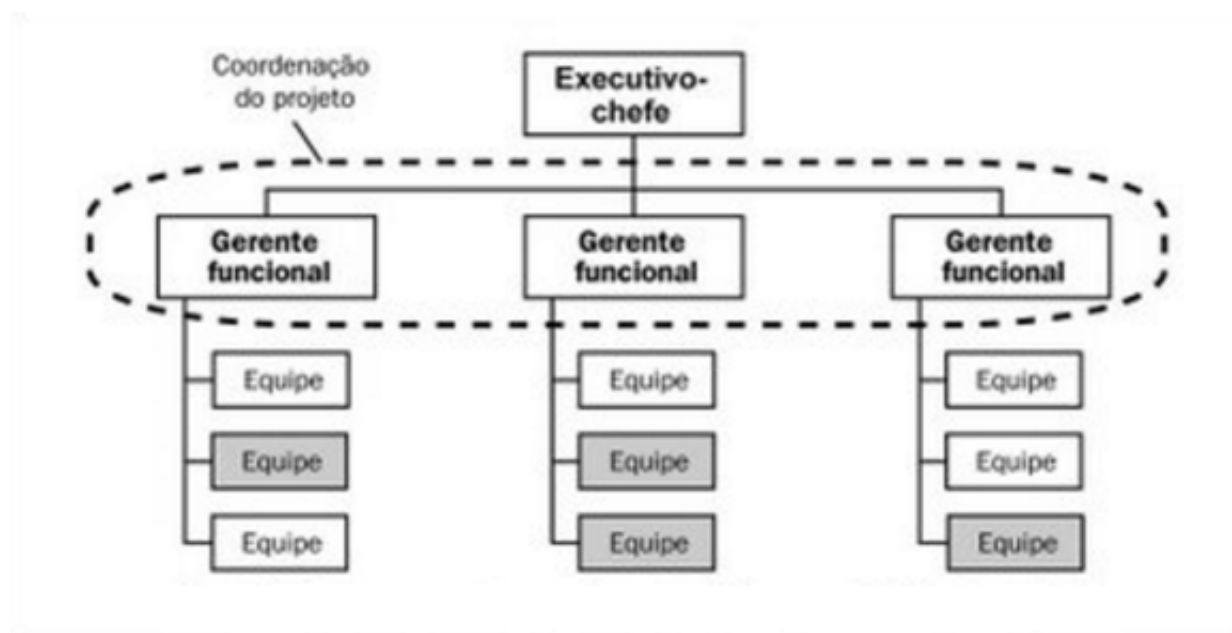 Coordenação
do projeto
Executivo-
chefe
Gerente
funcional
Gerente
funcional
Gerente
funcional
Equipe
Equipe
Equipe
Equipe
Equipe
Equipe
Equipe
Equipe
Equipe